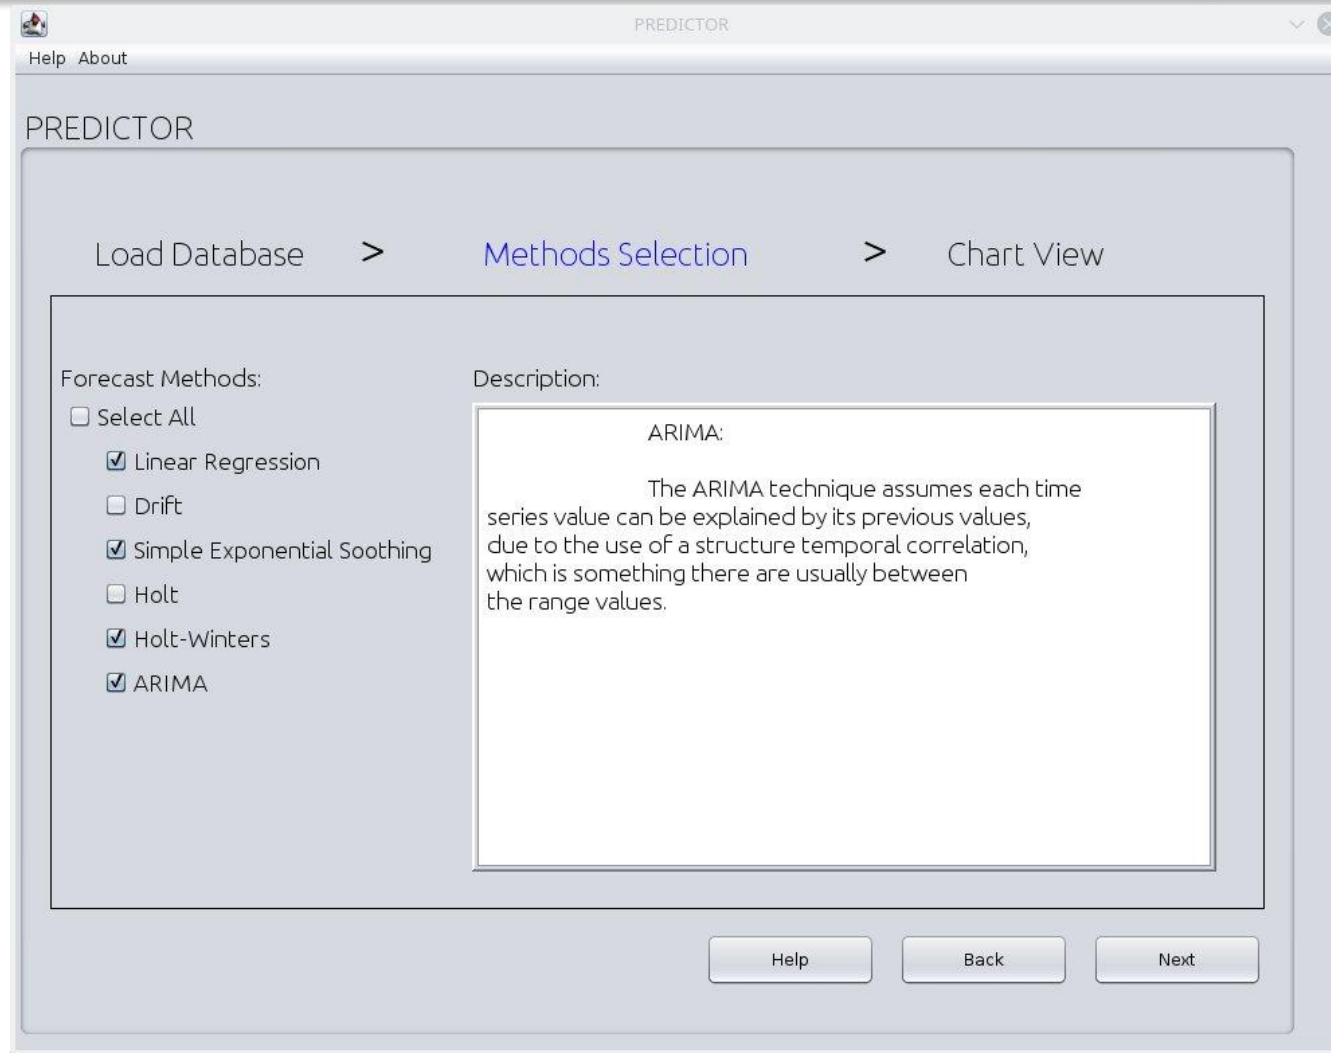 PREDICTOR
Help About
PREDICTOR
Load Database > Methods Selection > Chart View
Forecast Methods:
Select All
Linear Regression
Drift
Simple Exponential Soothing
Holt
Holt-Winters
ARIMA
Description:
ARIMA:
The ARIMA technique assumes each time
series value can be explained by its previous values,
due to the use of a structure temporal correlation,
which is something there are usually between
the range values.
Help Back Next